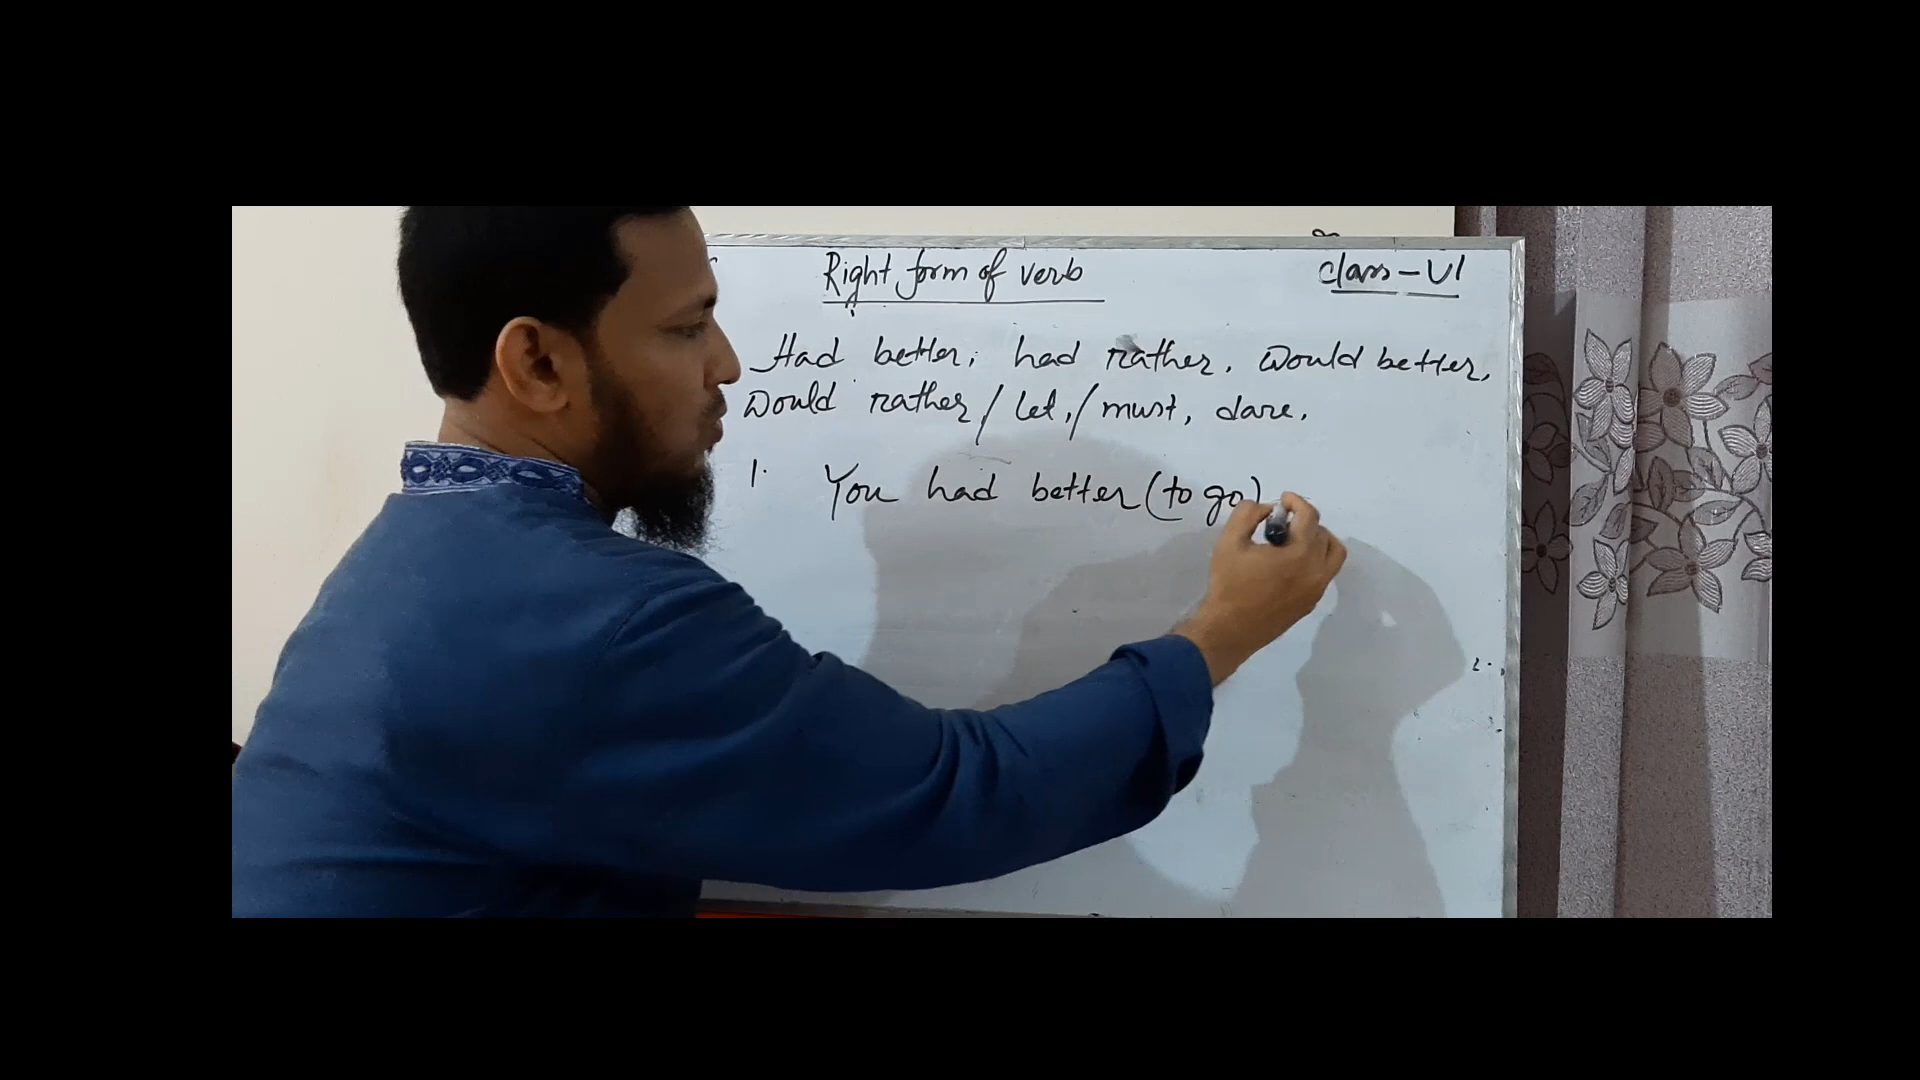 Right form of verb
class - VI
Had better, had rather, would better,
Would rather / let, / must, dare.
1. You had better (to go)
2.